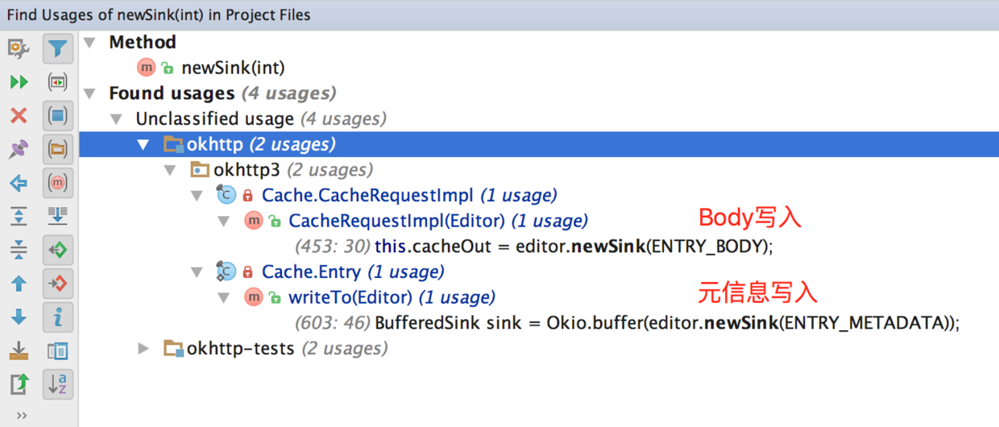 Find Usages of newSink(int) in Project Files
Method
m newSink(int)
Found usages (4 usages)
Unclassified usage (4 usages)
okhttp (2 usages)
okhttp3 (2 usages)
C Cache.CacheRequestImpl (1 usage)
m CacheRequestImpl(Editor) (1 usage) Body写入
(453: 30) this.cacheOut = editor.newSink(ENTRY_BODY);
C Cache.Entry (1 usage)
m writeTo(Editor) (1 usage) 元信息写入
(603: 46) BufferedSink sink = Okio.buffer(editor.newSink(ENTRY_METADATA));
okhttp-tests (2 usages)